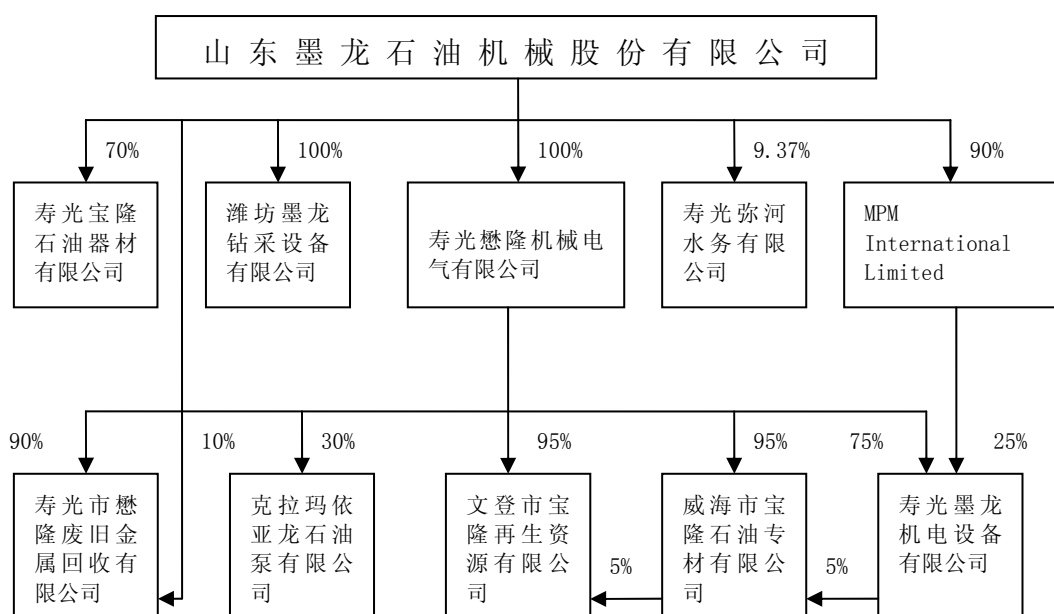 山东墨龙石油机械股份有限公司
70%
100%
100%
9.37%
90%
寿光宝隆
石油器材
有限公司
潍坊墨龙
钻采设备
有限公司
寿光懋隆机械电
气有限公司
寿光弥河
水务有限
公司
MPM
International
Limited
90%
10%
30%
95%
95%
75%
25%
寿光市懋
隆废旧金
属回收有
限公司
克拉玛依
亚龙石油
泵有限公
司
文登市宝
隆再生资
源有限公
司
5%
威海市宝
隆石油专
材有限公
司
5%
寿光墨龙
机电设备
有限公司